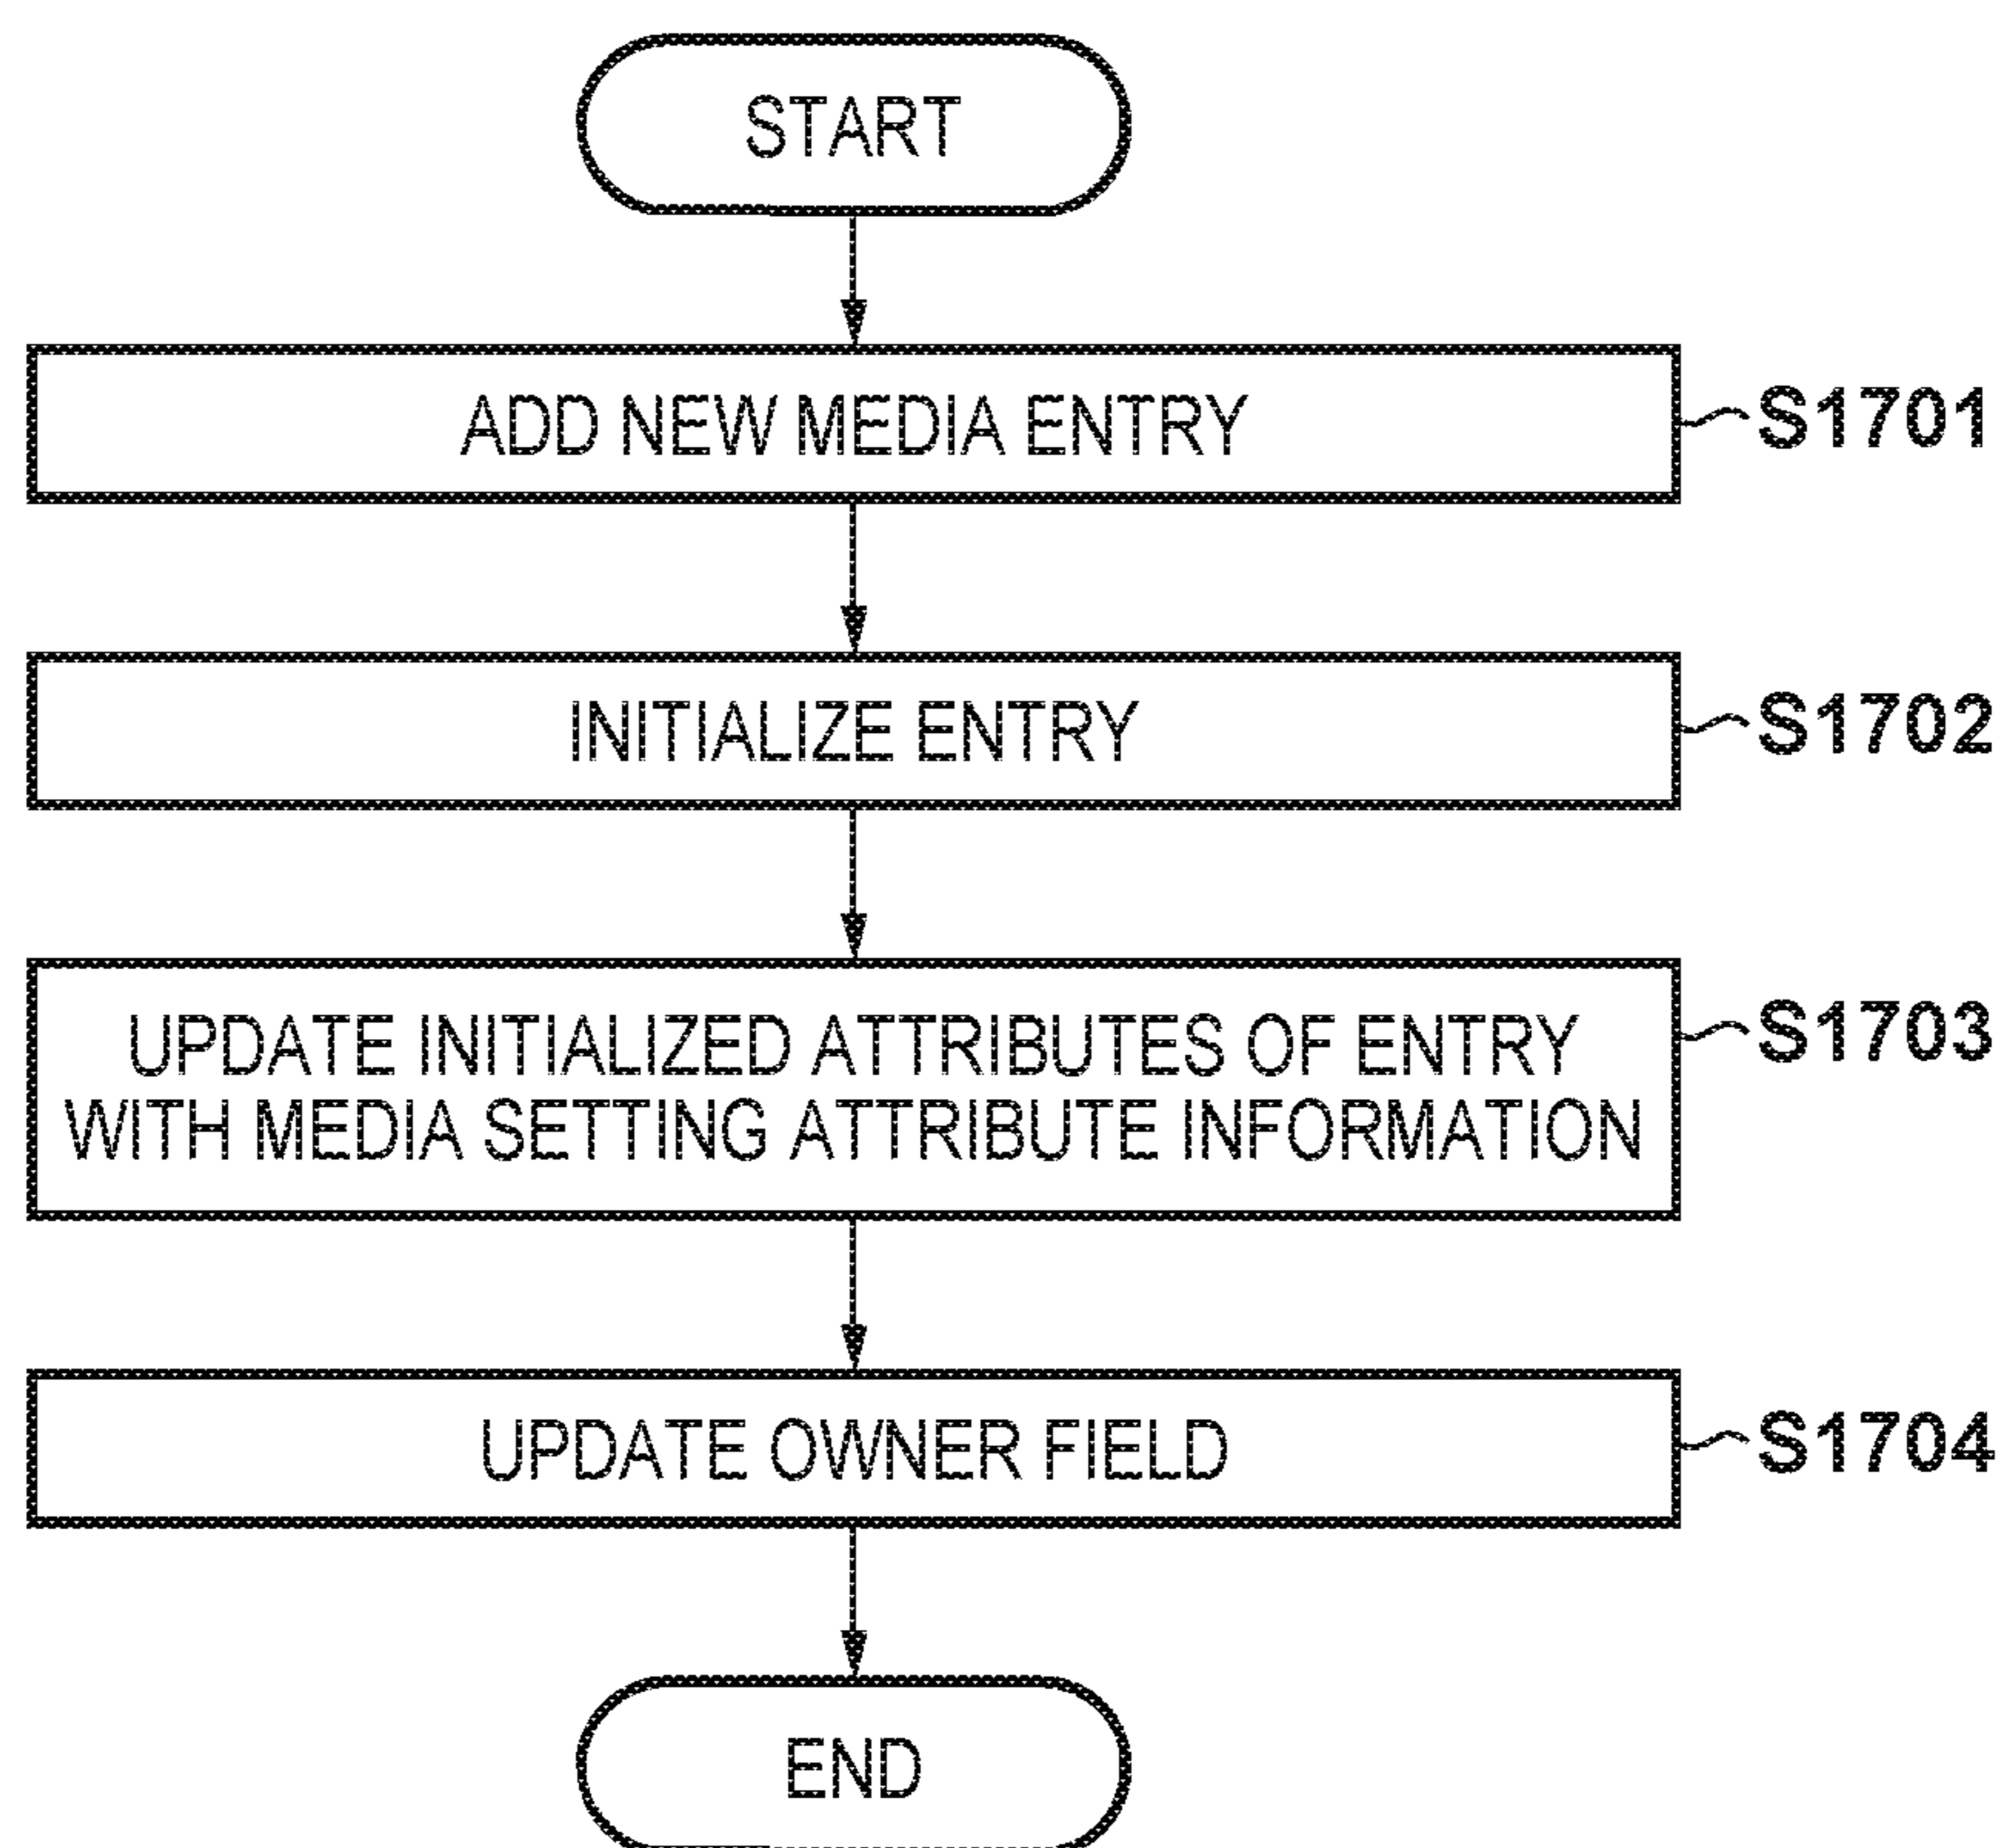 START
ADD NEW MEDIA ENTRY
S1701
INITIALIZE ENTRY
S1702
UPDATE INITIALIZED ATTRIBUTES OF ENTRY
WITH MEDIA SETTING ATTRIBUTE INFORMATION
S1703
UPDATE OWNER FIELD
S1704
END